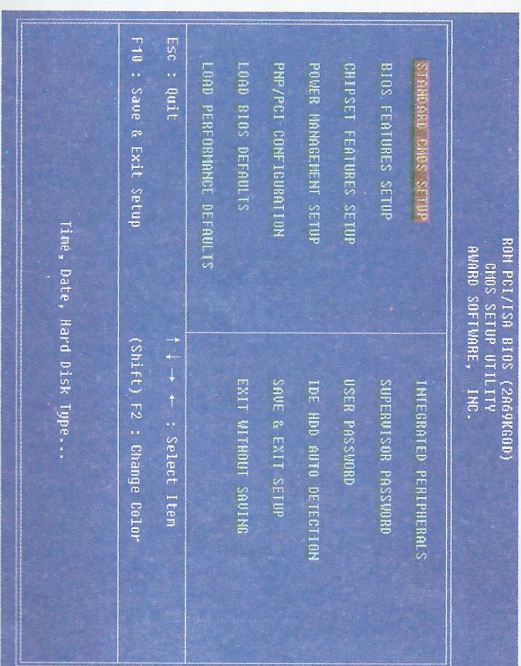 ROM PCI/ISA BIOS (2A69KG0D)
CMOS SETUP UTILITY
AWARD SOFTWARE, INC.
STANDARD CMOS SETUP
BIOS FEATURES SETUP
CHIPSET FEATURES SETUP
POWER MANAGEMENT SETUP
PNP/PCI CONFIGURATION
LOAD BIOS DEFAULTS
LOAD PERFORMANCE DEFAULTS
INTEGRATED PERIPHERALS
SUPERVISOR PASSWORD
USER PASSWORD
IDE HDD AUTO DETECTION
SAVE & EXIT SETUP
EXIT WITHOUT SAVING
Esc : Quit
F10 : Save & Exit Setup
↑ ↓ → ← : Select Item
(Shift) F2 : Change Color
Time, Date, Hard Disk Type...